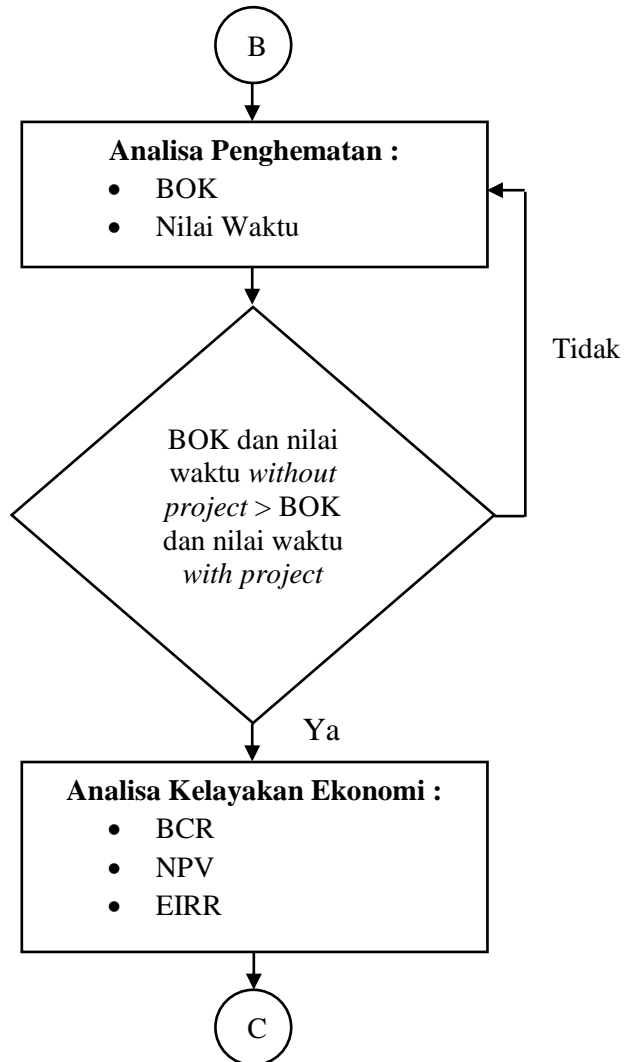 B
Analisa Penghematan :
• BOK
• Nilai Waktu
Tidak
BOK dan nilai
waktu without
project > BOK
dan nilai waktu
with project
Ya
Analisa Kelayakan Ekonomi :
• BCR
• NPV
• EIRR
C